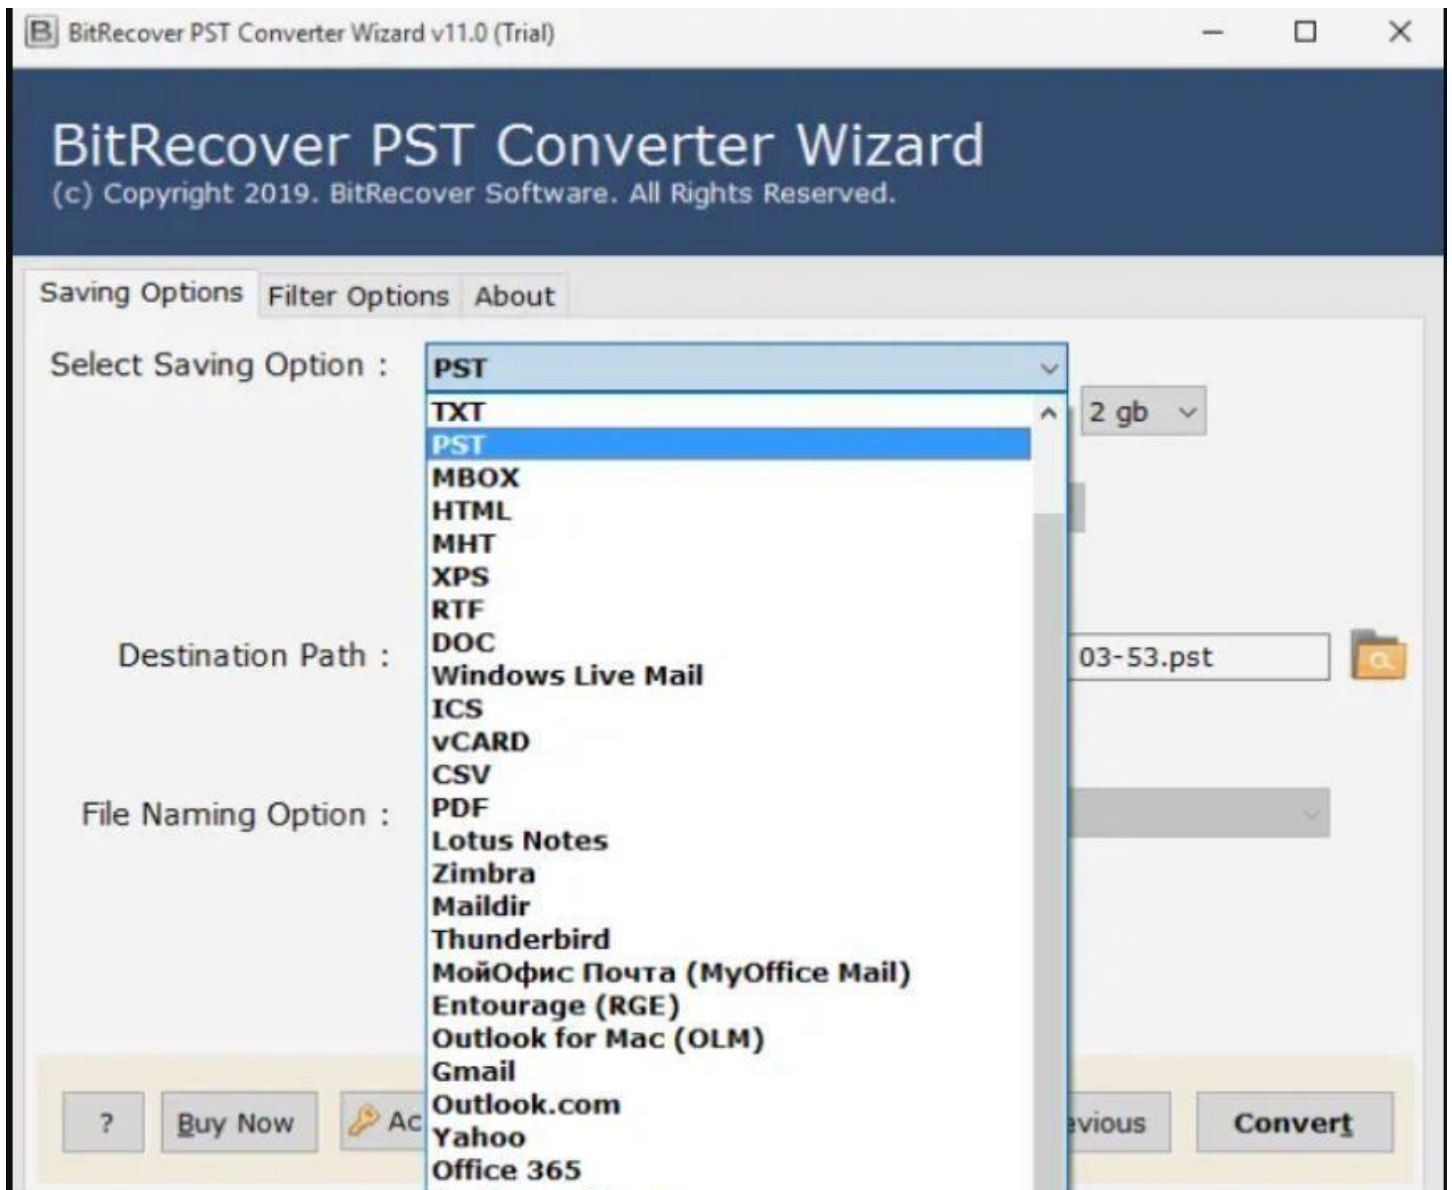 BitRecover PST Converter Wizard v11.0 (Trial)
BitRecover PST Converter Wizard
(c) Copyright 2019. BitRecover Software. All Rights Reserved.
Saving Options Filter Options About
Select Saving Option : PST
2 gb
TXT
PST
MBOX
HTML
MHT
XPS
RTF
DOC
Windows Live Mail
ICS
vCARD
CSV
PDF
Lotus Notes
Zimbra
Maildir
Thunderbird
МойОфис Почта (MyOffice Mail)
Entourage (RGE)
Outlook for Mac (OLM)
Gmail
Outlook.com
Yahoo
Office 365
Destination Path : 03-53.pst
File Naming Option :
? Buy Now Ac evious Convert